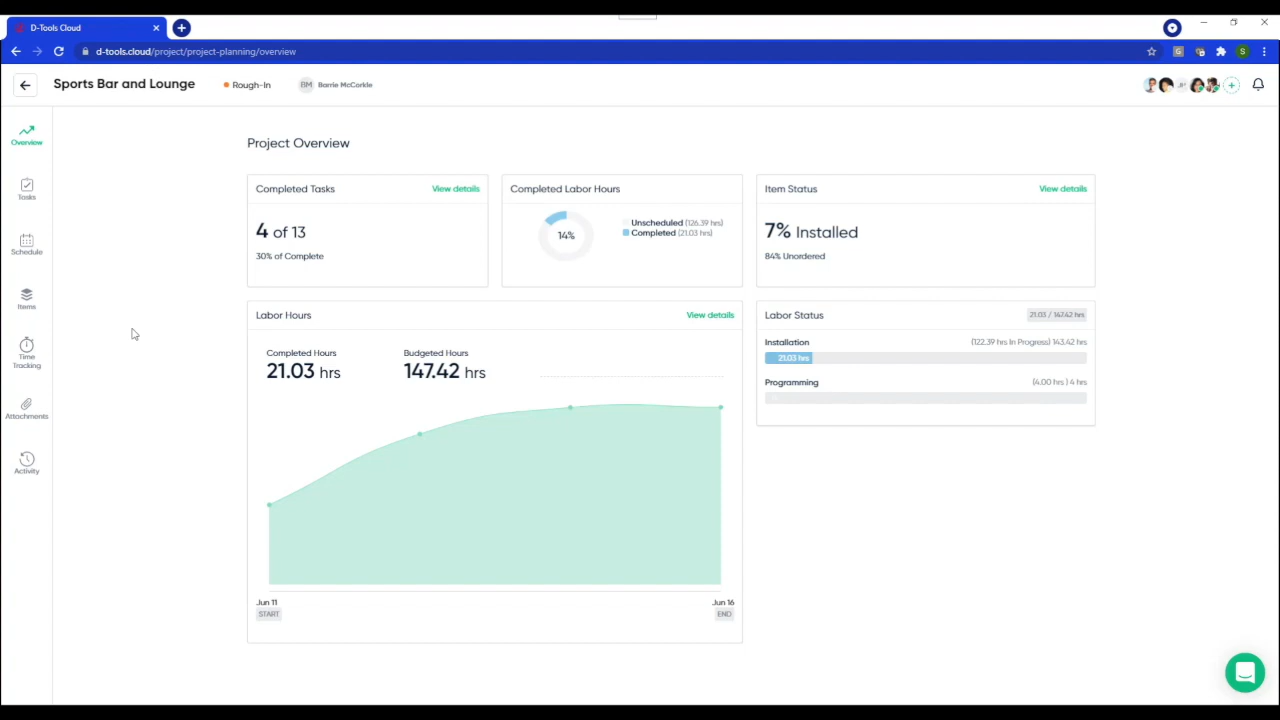 D-Tools Cloud
d-tools.cloud/project/project-planning/overview
Sports Bar and Lounge
Rough-In
BM Barrie McCorkle
Overview
Tasks
Schedule
Items
Time
Tracking
Attachments
Activity
Project Overview
Completed Tasks View details
4 of 13
30% of Complete
Completed Labor Hours
14%
Unscheduled (126.39 hrs)
Completed (21.03 hrs)
Item Status View details
7% Installed
84% Unordered
Labor Hours View details
Completed Hours Budgeted Hours
21.03 hrs 147.42 hrs
Jun 11 Jun 16
START END
Labor Status 21.03 / 147.42 hrs
Installation (122.39 hrs In Progress) 143.42 hrs
21.03 hrs
Programming (4.00 hrs ) 4 hrs